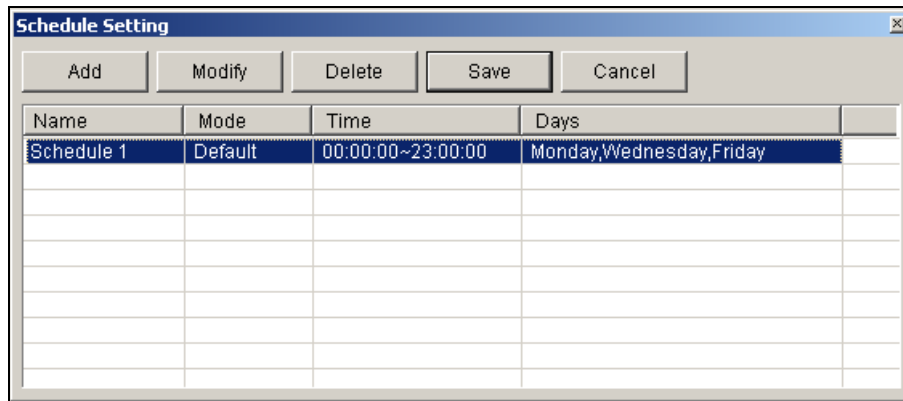 Schedule Setting
Add Modify Delete Save Cancel
Name Mode Time Days
Schedule 1 Default 00:00:00~23:00:00 Monday,Wednesday,Friday